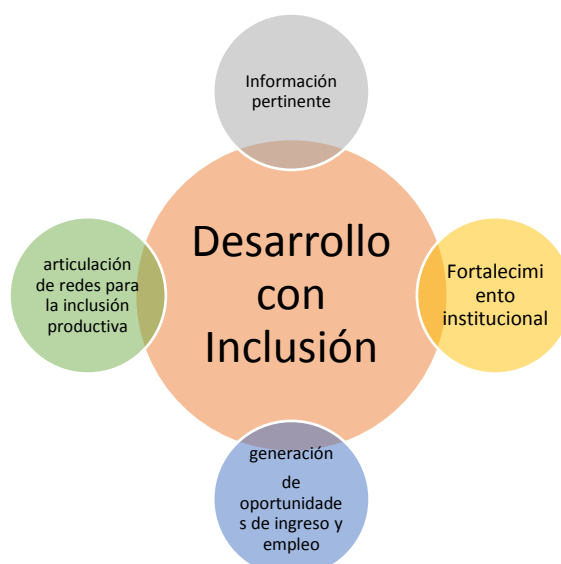 Información
pertinente
Desarrollo
con
Inclusión
articulación
de redes para
la inclusión
productiva
Fortalecimi
ento
institucional
generación
de
oportunidade
s de ingreso y
empleo